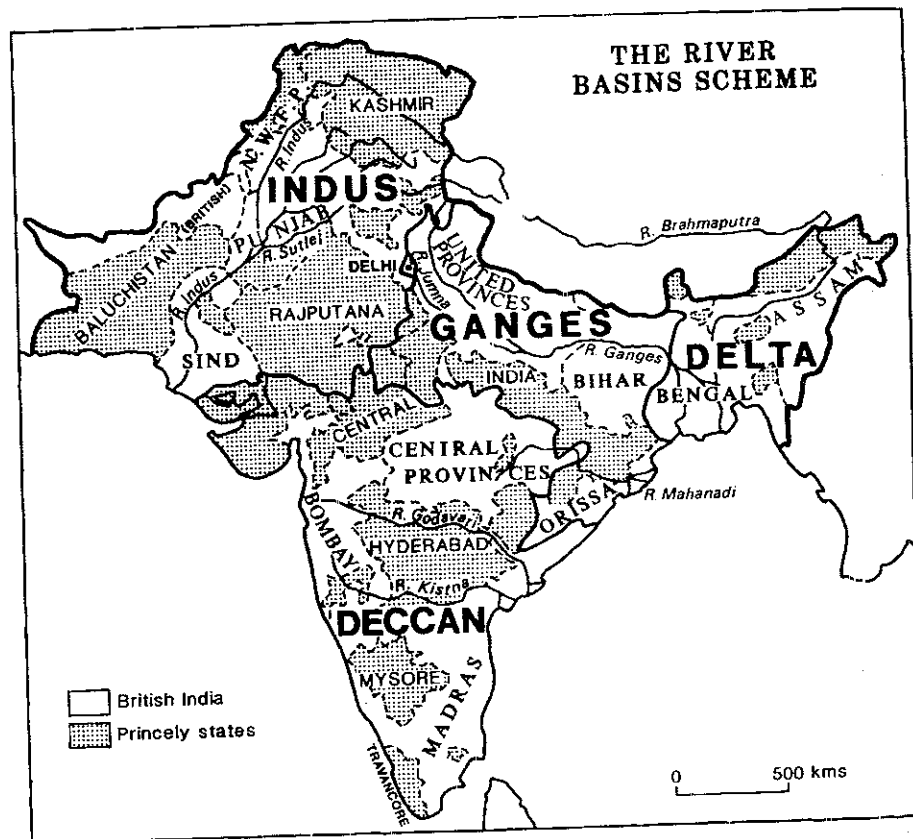 THE RIVER
BASINS SCHEME
KASHMIR
N. W. F. P.
R. Indus
INDUS
PUNJAB
(BRITISH)
BALUCHISTAN
R. Sutlej
R. Indus
DELHI
R. Jumna
UNITED
PROVINCES
R. Brahmaputra
RAJPUTANA
GANGES
ASSAM
SIND
R. Ganges
DELTA
INDIA
BIHAR
BENGAL
CENTRAL
CENTRAL
PROVINCES
ORISSA
R. Mahanadi
BOMBAY
R. Godavari
HYDERABAD
R. Kistna
DECCAN
MYSORE
MADRAS
TRAVANCORE
British India
Princely states
0 500 kms